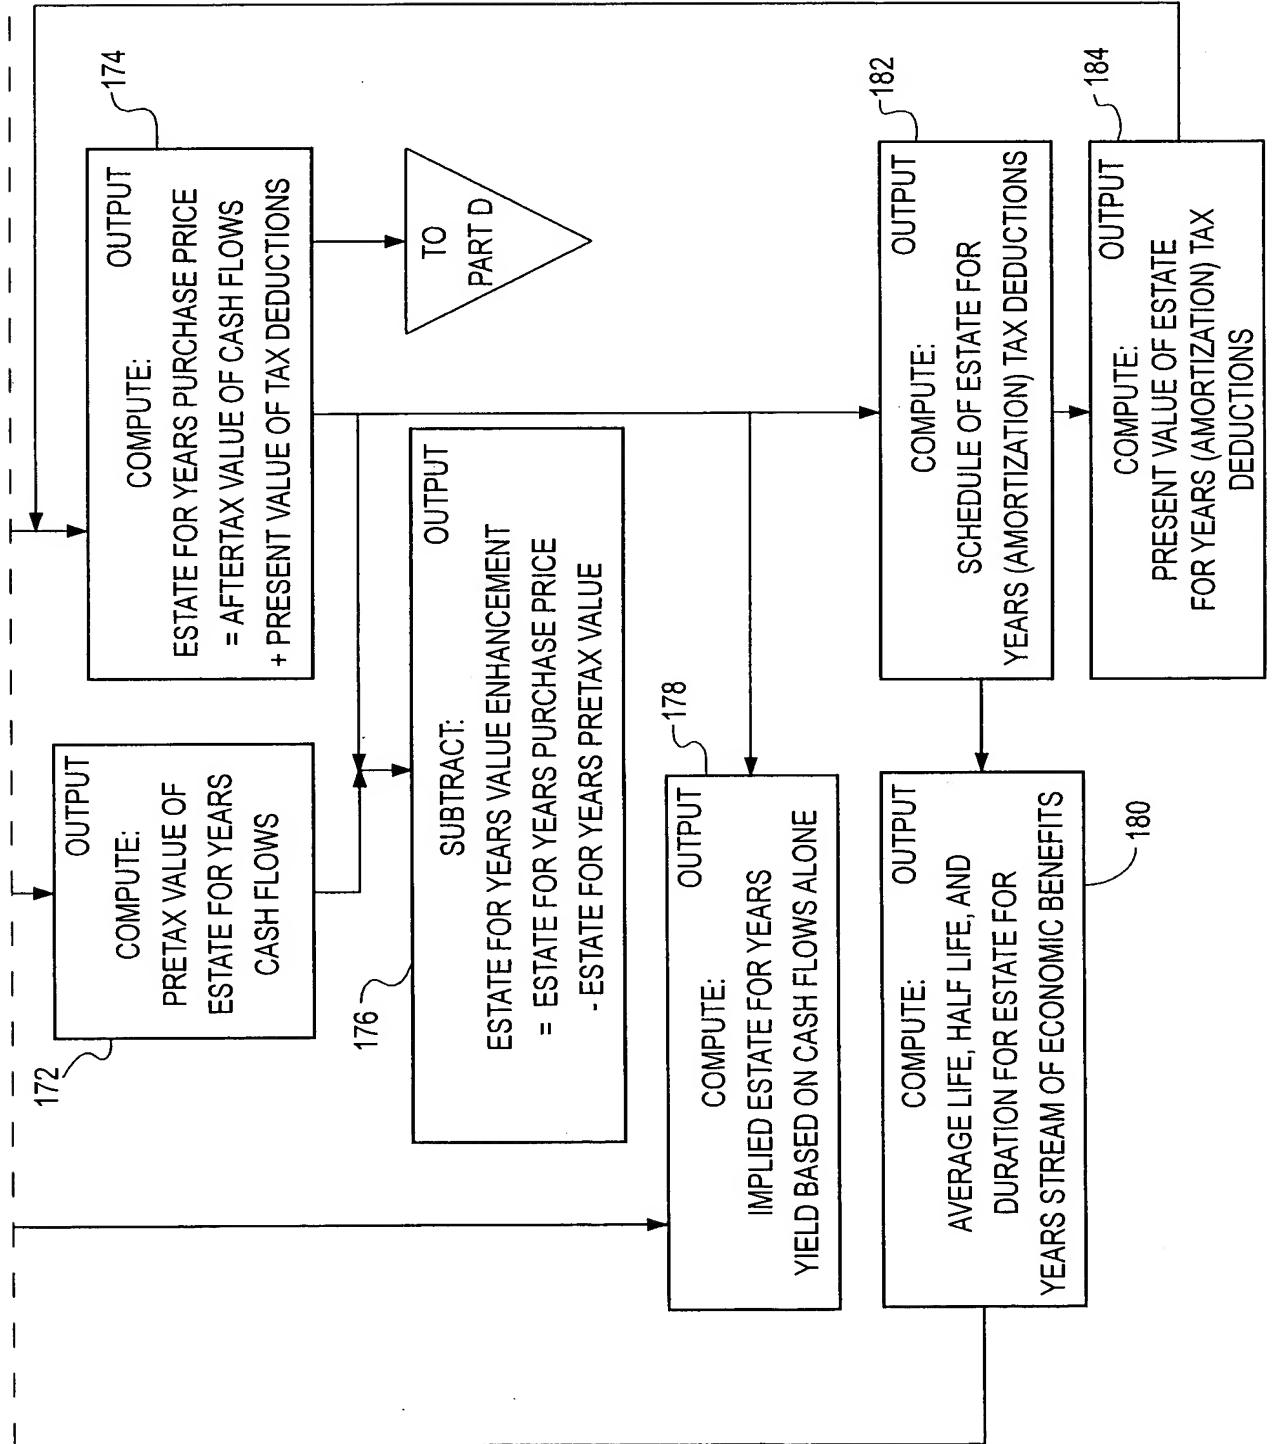 172
OUTPUT
COMPUTE:
PRETAX VALUE OF
ESTATE FOR YEARS
CASH FLOWS
174
OUTPUT
COMPUTE:
ESTATE FOR YEARS PURCHASE PRICE
= AFTERTAX VALUE OF CASH FLOWS
+ PRESENT VALUE OF TAX DEDUCTIONS
TO
PART D
176
OUTPUT
SUBTRACT:
ESTATE FOR YEARS VALUE ENHANCEMENT
= ESTATE FOR YEARS PURCHASE PRICE
- ESTATE FOR YEARS PRETAX VALUE
178
OUTPUT
COMPUTE:
IMPLIED ESTATE FOR YEARS
YIELD BASED ON CASH FLOWS ALONE
180
OUTPUT
COMPUTE:
AVERAGE LIFE, HALF LIFE, AND
DURATION FOR ESTATE FOR
YEARS STREAM OF ECONOMIC BENEFITS
182
OUTPUT
COMPUTE:
SCHEDULE OF ESTATE FOR
YEARS (AMORTIZATION) TAX DEDUCTIONS
184
OUTPUT
COMPUTE:
PRESENT VALUE OF ESTATE
FOR YEARS (AMORTIZATION) TAX
DEDUCTIONS